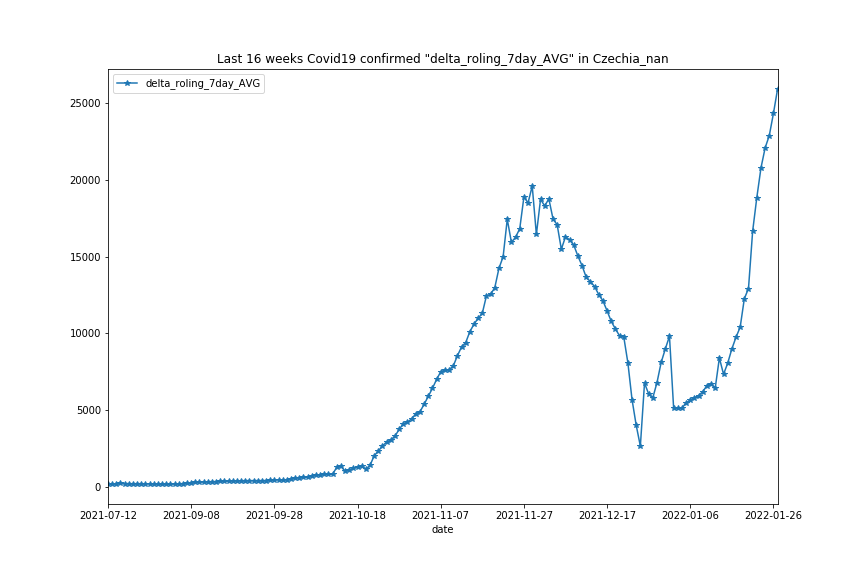 Last 16 weeks Covid19 confirmed "delta_roling_7day_AVG" in Czechia_nan
delta_roling_7day_AVG
25000
20000
15000
10000
5000
0
2021-07-12 2021-09-08 2021-09-28 2021-10-18 2021-11-07 2021-11-27 2021-12-17 2022-01-06 2022-01-26
date